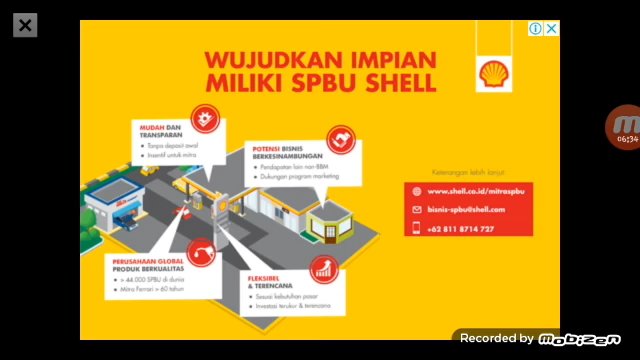 WUJUDKAN IMPIAN
MILIKI SPBU SHELL
MUDAH DAN
TRANSPARAN
Tanpa deposit awal
Insentif untuk mitra
POTENSI BISNIS
BERKESINAMBUNGAN
Pendapatan lain non-BBM
Dukungan program marketing
Keterangan lebih lanjut
www.shell.co.id/mitraspbu
bisnis-spbu@shell.com
+62 811 8714 727
PERUSAHAAN GLOBAL
PRODUK BERKUALITAS
> 44.000 SPBU di dunia
Mitra Ferrari > 60 tahun
FLEKSIBEL
& TERENCANA
Sesuai kebutuhan pasar
Investasi terukur & terencana
06:34
Recorded by mobizen